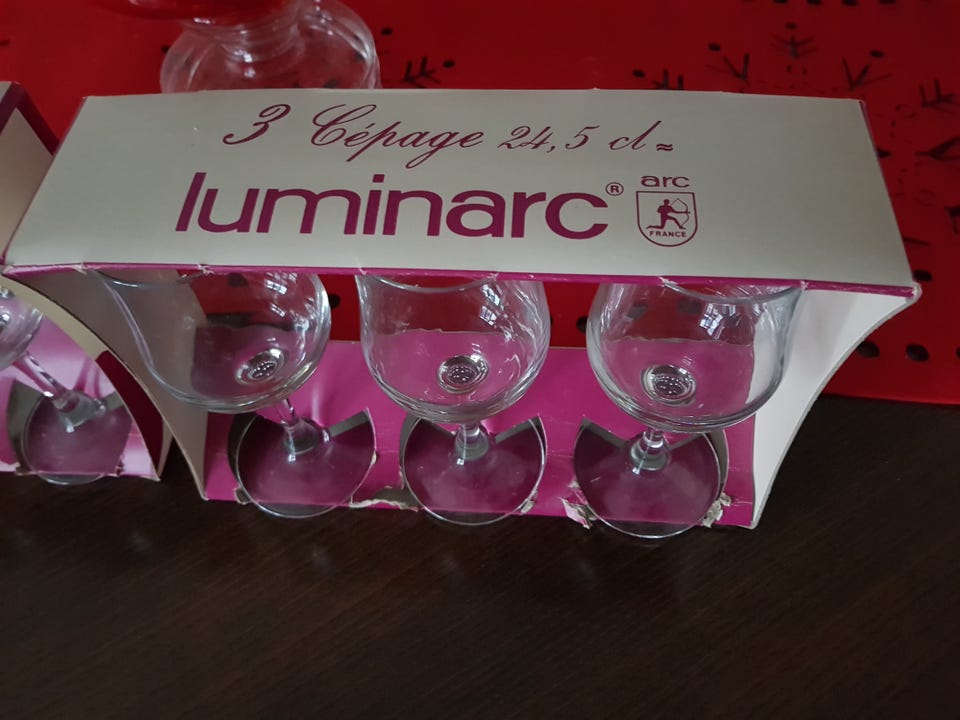 3 Cépage 24,5 cl ≈
luminarc®
arc
FRANCE